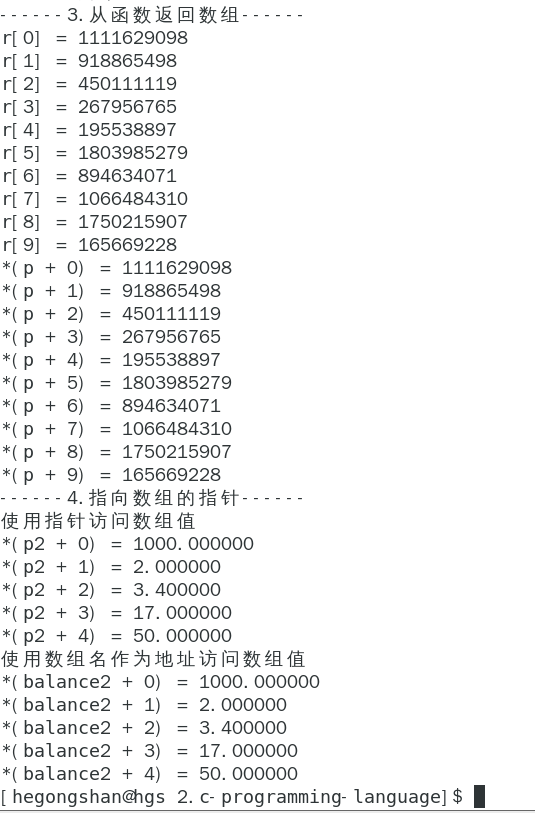 ------3.从函数返回数组------
r[0] = 1111629098
r[1] = 918865498
r[2] = 450111119
r[3] = 267956765
r[4] = 195538897
r[5] = 1803985279
r[6] = 894634071
r[7] = 1066484310
r[8] = 1750215907
r[9] = 165669228
*(p + 0) = 1111629098
*(p + 1) = 918865498
*(p + 2) = 450111119
*(p + 3) = 267956765
*(p + 4) = 195538897
*(p + 5) = 1803985279
*(p + 6) = 894634071
*(p + 7) = 1066484310
*(p + 8) = 1750215907
*(p + 9) = 165669228
------4.指向数组的指针------
使用指针访问数组值
*(p2 + 0) = 1000.000000
*(p2 + 1) = 2.000000
*(p2 + 2) = 3.400000
*(p2 + 3) = 17.000000
*(p2 + 4) = 50.000000
使用数组名作为地址访问数组值
*(balance2 + 0) = 1000.000000
*(balance2 + 1) = 2.000000
*(balance2 + 2) = 3.400000
*(balance2 + 3) = 17.000000
*(balance2 + 4) = 50.000000
[hegongshan@hgs 2.c-programming-language]$